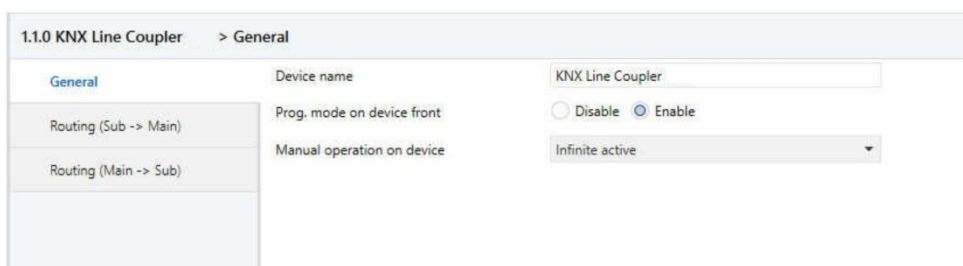 1.1.0 KNX Line Coupler > General
General
Device name KNX Line Coupler
Prog. mode on device front Disable Enable
Routing (Sub -> Main)
Manual operation on device Infinite active
Routing (Main -> Sub)